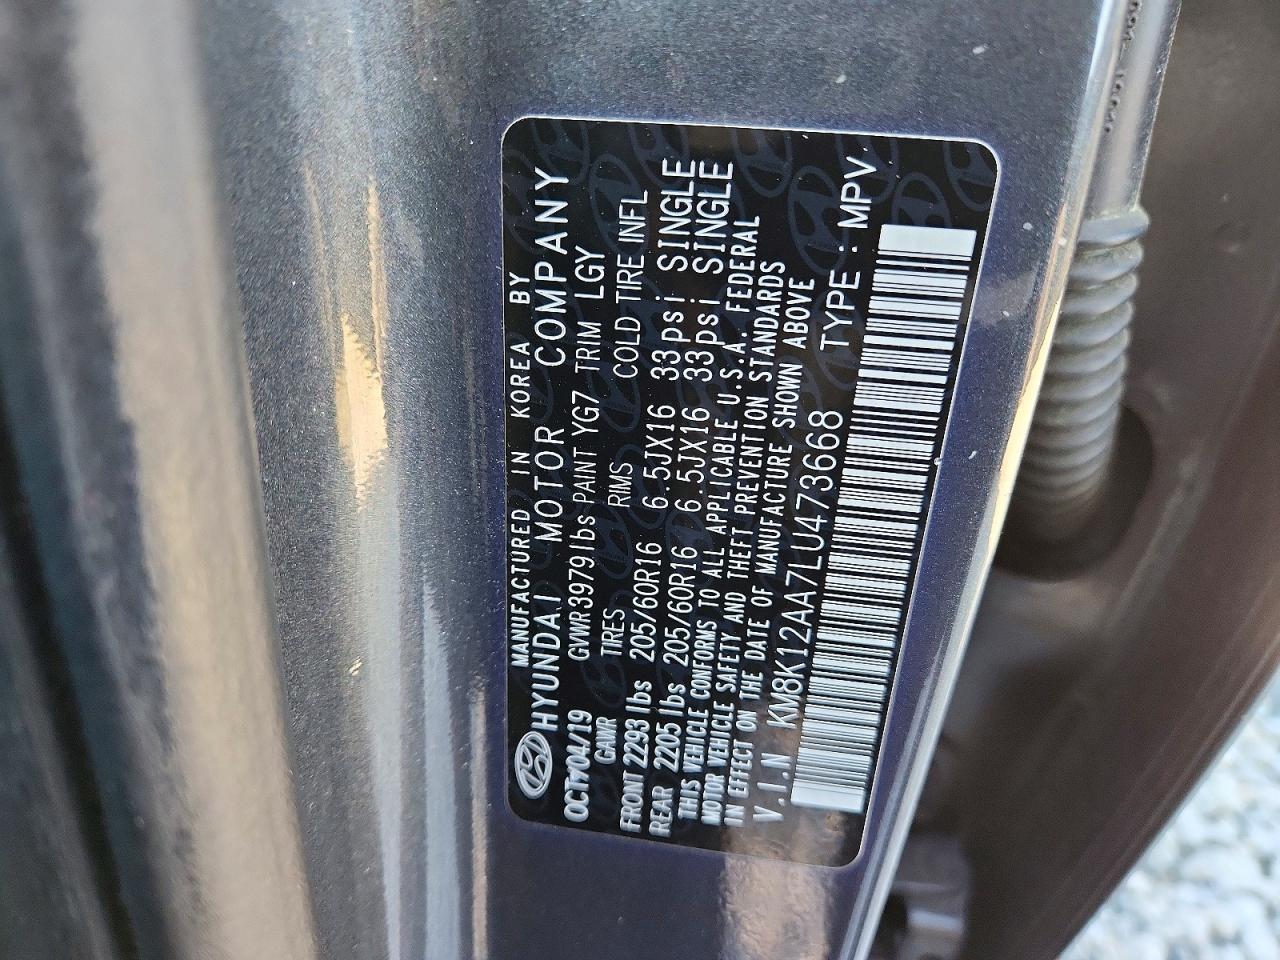 MANUFACTURED IN KOREA BY
HYUNDAI MOTOR COMPANY
OCT/04/19 GVWR 3979lbs PAINT YG7 TRIM LGY
GAWR TIRES RIMS COLD TIRE INFL
FRONT 2293 lbs 205/60R16 6.5JX16 33psi SINGLE
REAR 2205 lbs 205/60R16 6.5JX16 33psi SINGLE
THIS VEHICLE CONFORMS TO ALL APPLICABLE U.S.A. FEDERAL
MOTOR VEHICLE SAFETY AND THEFT PREVENTION STANDARDS
IN EFFECT ON THE DATE OF MANUFACTURE SHOWN ABOVE
V.I.N KM8K12AA7LU473668 TYPE : MPV